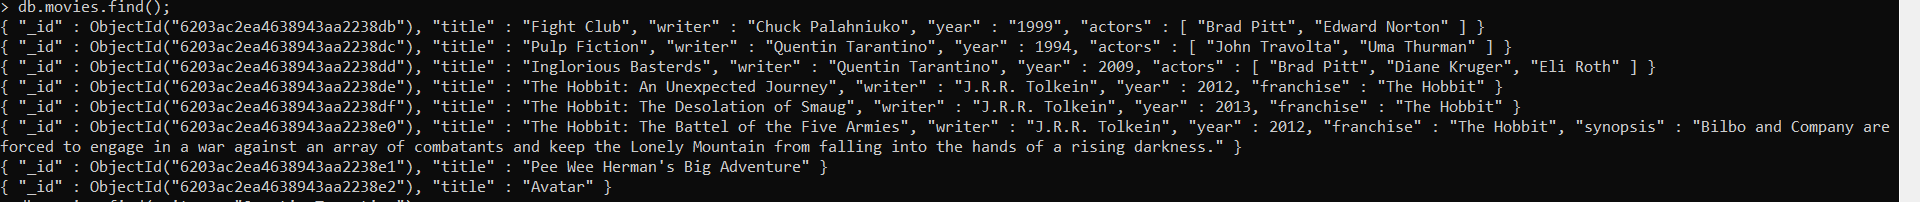 > db.movies.find();
{ "_id" : ObjectId("6203ac2ea4638943aa2238db"), "title" : "Fight Club", "writer" : "Chuck Palahniuko", "year" : "1999", "actors" : [ "Brad Pitt", "Edward Norton" ] }
{ "_id" : ObjectId("6203ac2ea4638943aa2238dc"), "title" : "Pulp Fiction", "writer" : "Quentin Tarantino", "year" : 1994, "actors" : [ "John Travolta", "Uma Thurman" ] }
{ "_id" : ObjectId("6203ac2ea4638943aa2238dd"), "title" : "Inglorious Basterds", "writer" : "Quentin Tarantino", "year" : 2009, "actors" : [ "Brad Pitt", "Diane Kruger", "Eli Roth" ] }
{ "_id" : ObjectId("6203ac2ea4638943aa2238de"), "title" : "The Hobbit: An Unexpected Journey", "writer" : "J.R.R. Tolkein", "year" : 2012, "franchise" : "The Hobbit" }
{ "_id" : ObjectId("6203ac2ea4638943aa2238df"), "title" : "The Hobbit: The Desolation of Smaug", "writer" : "J.R.R. Tolkein", "year" : 2013, "franchise" : "The Hobbit" }
{ "_id" : ObjectId("6203ac2ea4638943aa2238e0"), "title" : "The Hobbit: The Battel of the Five Armies", "writer" : "J.R.R. Tolkein", "year" : 2012, "franchise" : "The Hobbit", "synopsis" : "Bilbo and Company are
forced to engage in a war against an array of combatants and keep the Lonely Mountain from falling into the hands of a rising darkness." }
{ "_id" : ObjectId("6203ac2ea4638943aa2238e1"), "title" : "Pee Wee Herman's Big Adventure" }
{ "_id" : ObjectId("6203ac2ea4638943aa2238e2"), "title" : "Avatar" }